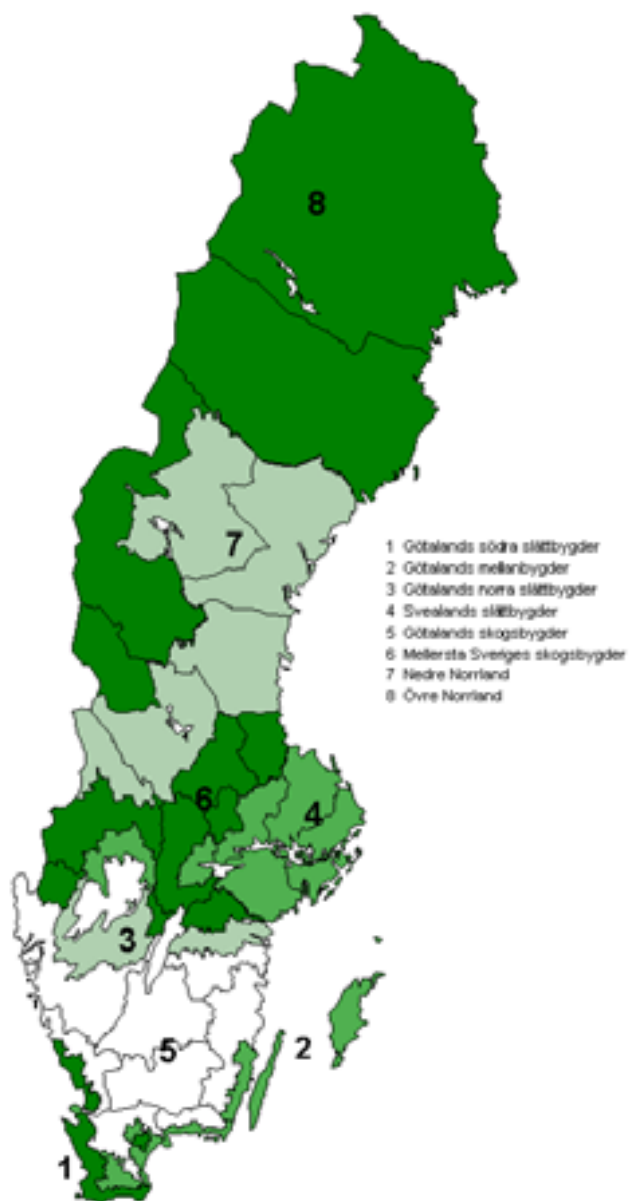 8
7
1 Götalands södra slättbygder
2 Götalands mellanbygder
3 Götalands norra slättbygder
4 Svealands slättbygder
5 Götalands skogsbygder
6 Mellersta Sveriges skogsbygder
7 Nedre Norrland
8 Övre Norrland
6
4
3
5
2
1